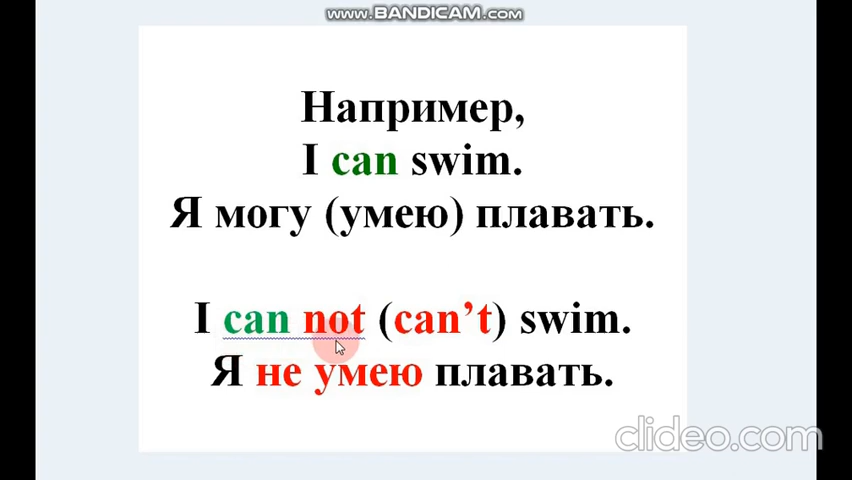 www.BANDICAM.com
Например,
I can swim.
Я могу (умею) плавать.
I can not (can’t) swim.
Я не умею плавать.
clideo.com